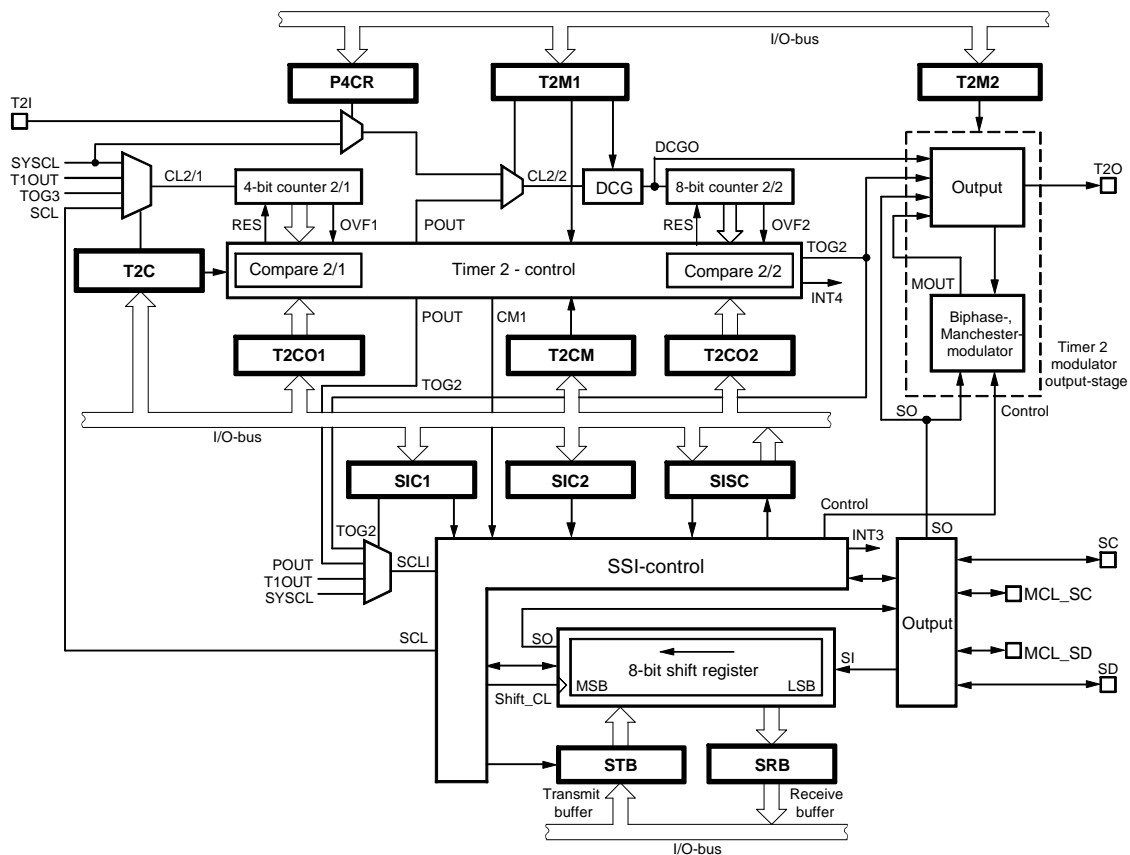 I/O-bus
P4CR
T2M1
T2M2
T2I
SYSCL
T1OUT
TOG3
SCL
CL2/1
4-bit counter 2/1
CL2/2
DCG
DCGO
8-bit counter 2/2
Output
T2O
RES
OVF1
POUT
RES
OVF2
TOG2
T2C
Compare 2/1
Timer 2 - control
Compare 2/2
INT4
MOUT
Biphase-,
Manchester-
modulator
Timer 2
modulator
output-stage
POUT
CM1
T2CO1
T2CM
T2CO2
TOG2
SO
Control
I/O-bus
SIC1
SIC2
SISC
Control
TOG2
POUT
T1OUT
SYSCL
SCLI
SSI-control
INT3
SO
SC
MCL_SC
Output
MCL_SD
SD
SCL
SO
SI
8-bit shift register
MSB
LSB
Shift_CL
STB
SRB
Transmit
buffer
Receive
buffer
I/O-bus